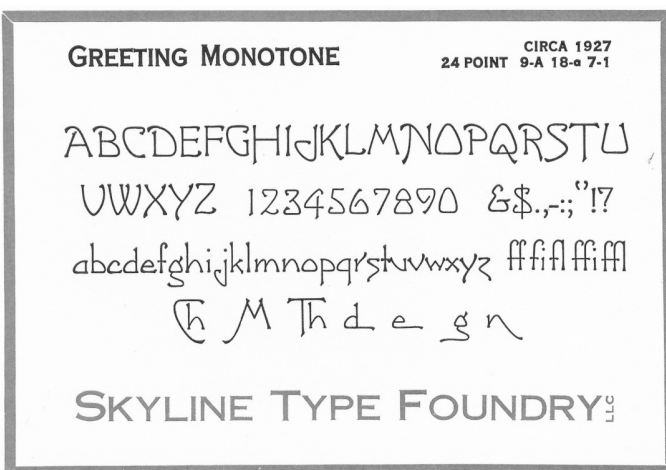 GREETING MONOTONE
CIRCA 1927
24 POINT 9-A 18-a 7-1
ABCDEFGHIJKLMNOPQRSTU
VWXYZ 1234567890 &$.,-:;"!?
abcdefghijklmnopqrstuvwxyz ff fi fl ffi ffl
Ch M Th d e g n
SKYLINE TYPE FOUNDRY LLC